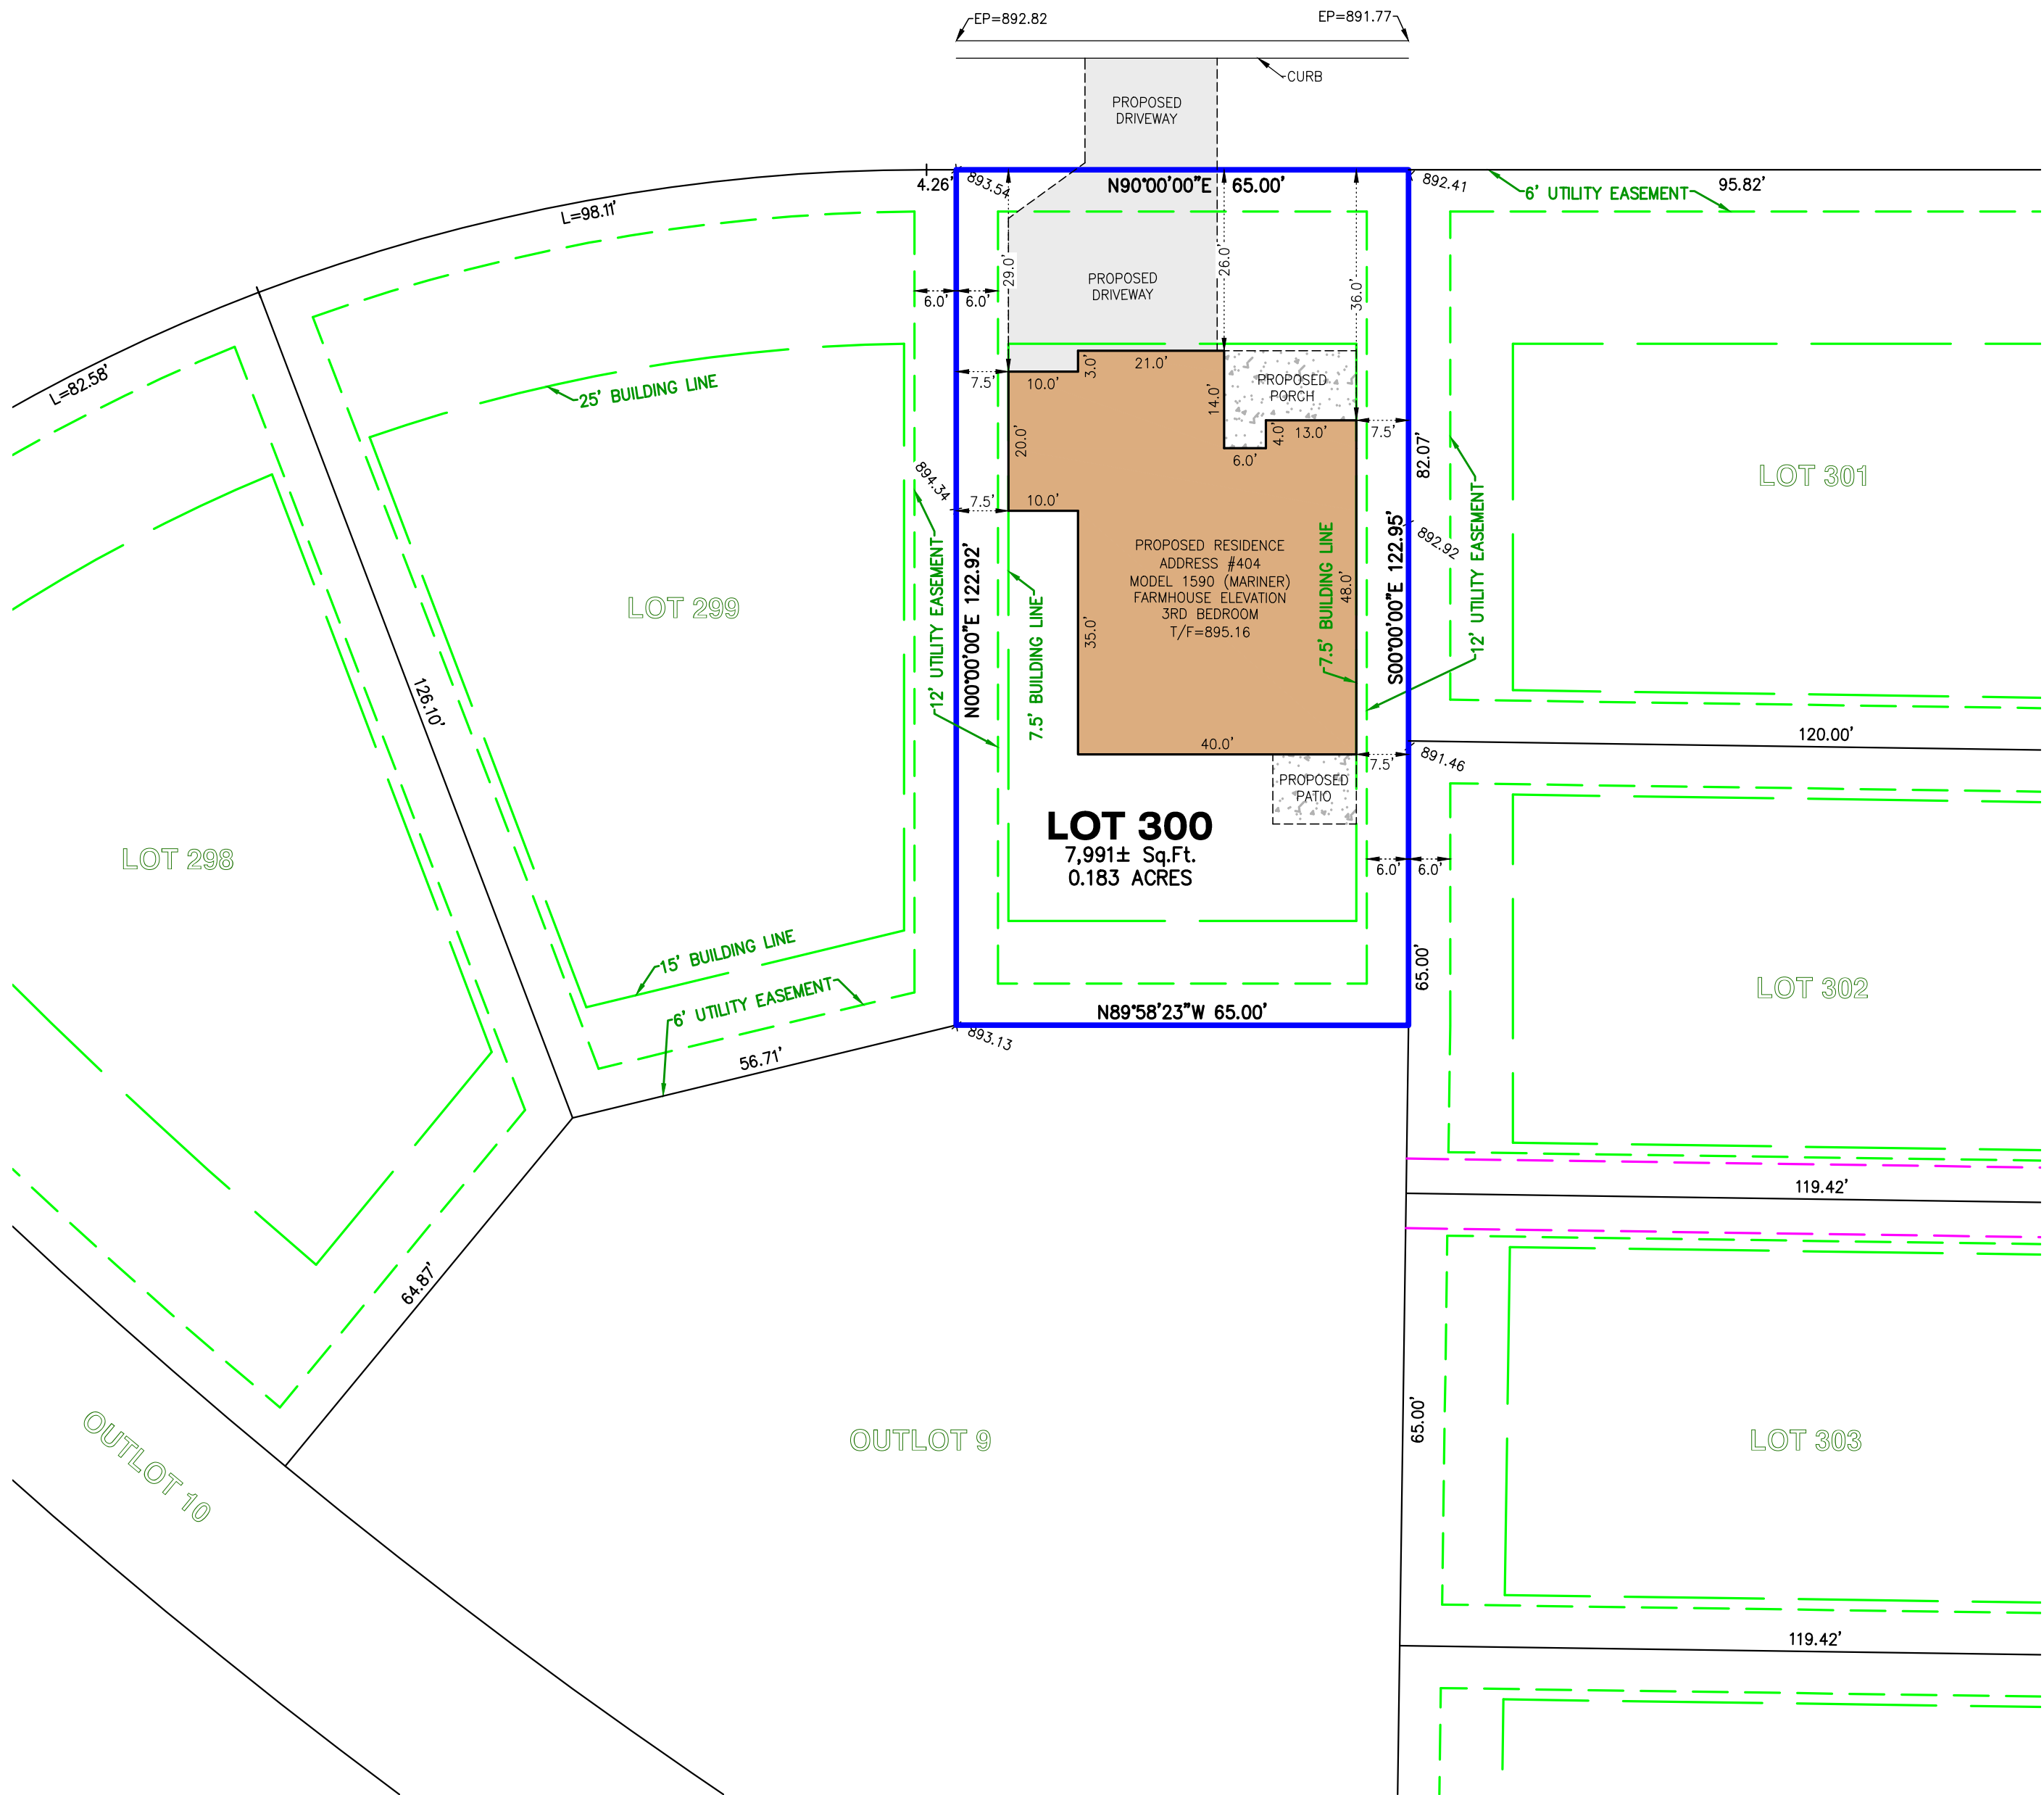 EP=892.82
EP=891.77
CURB
PROPOSED
DRIVEWAY
4.26'
893.54
N90°00'00"E 65.00'
892.41
6' UTILITY EASEMENT
95.82'
L=98.11'
L=82.58'
29.0'
26.0'
36.0'
PROPOSED
DRIVEWAY
6.0'
6.0'
25' BUILDING LINE
7.5'
10.0'
3.0'
21.0'
14.0'
PROPOSED
PORCH
4.0'
13.0'
7.5'
6.0'
20.0'
82.07'
LOT 301
894.34
7.5'
10.0'
12' UTILITY EASEMENT
N00°00'00"E 122.92'
7.5' BUILDING LINE
PROPOSED RESIDENCE
ADDRESS #404
MODEL 1590 (MARINER)
FARMHOUSE ELEVATION
3RD BEDROOM
T/F=895.16
35.0'
7.5' BUILDING LINE
48.0'
S00°00'00"E 122.95'
892.92
12' UTILITY EASEMENT
LOT 299
126.10'
40.0'
7.5'
891.46
120.00'
PROPOSED
PATIO
LOT 300
7,991± Sq.Ft.
0.183 ACRES
6.0'
6.0'
LOT 298
15' BUILDING LINE
6' UTILITY EASEMENT
65.00'
LOT 302
N89°58'23"W 65.00'
893.13
56.71'
119.42'
64.87'
OUTLOT 10
OUTLOT 9
65.00'
LOT 303
119.42'